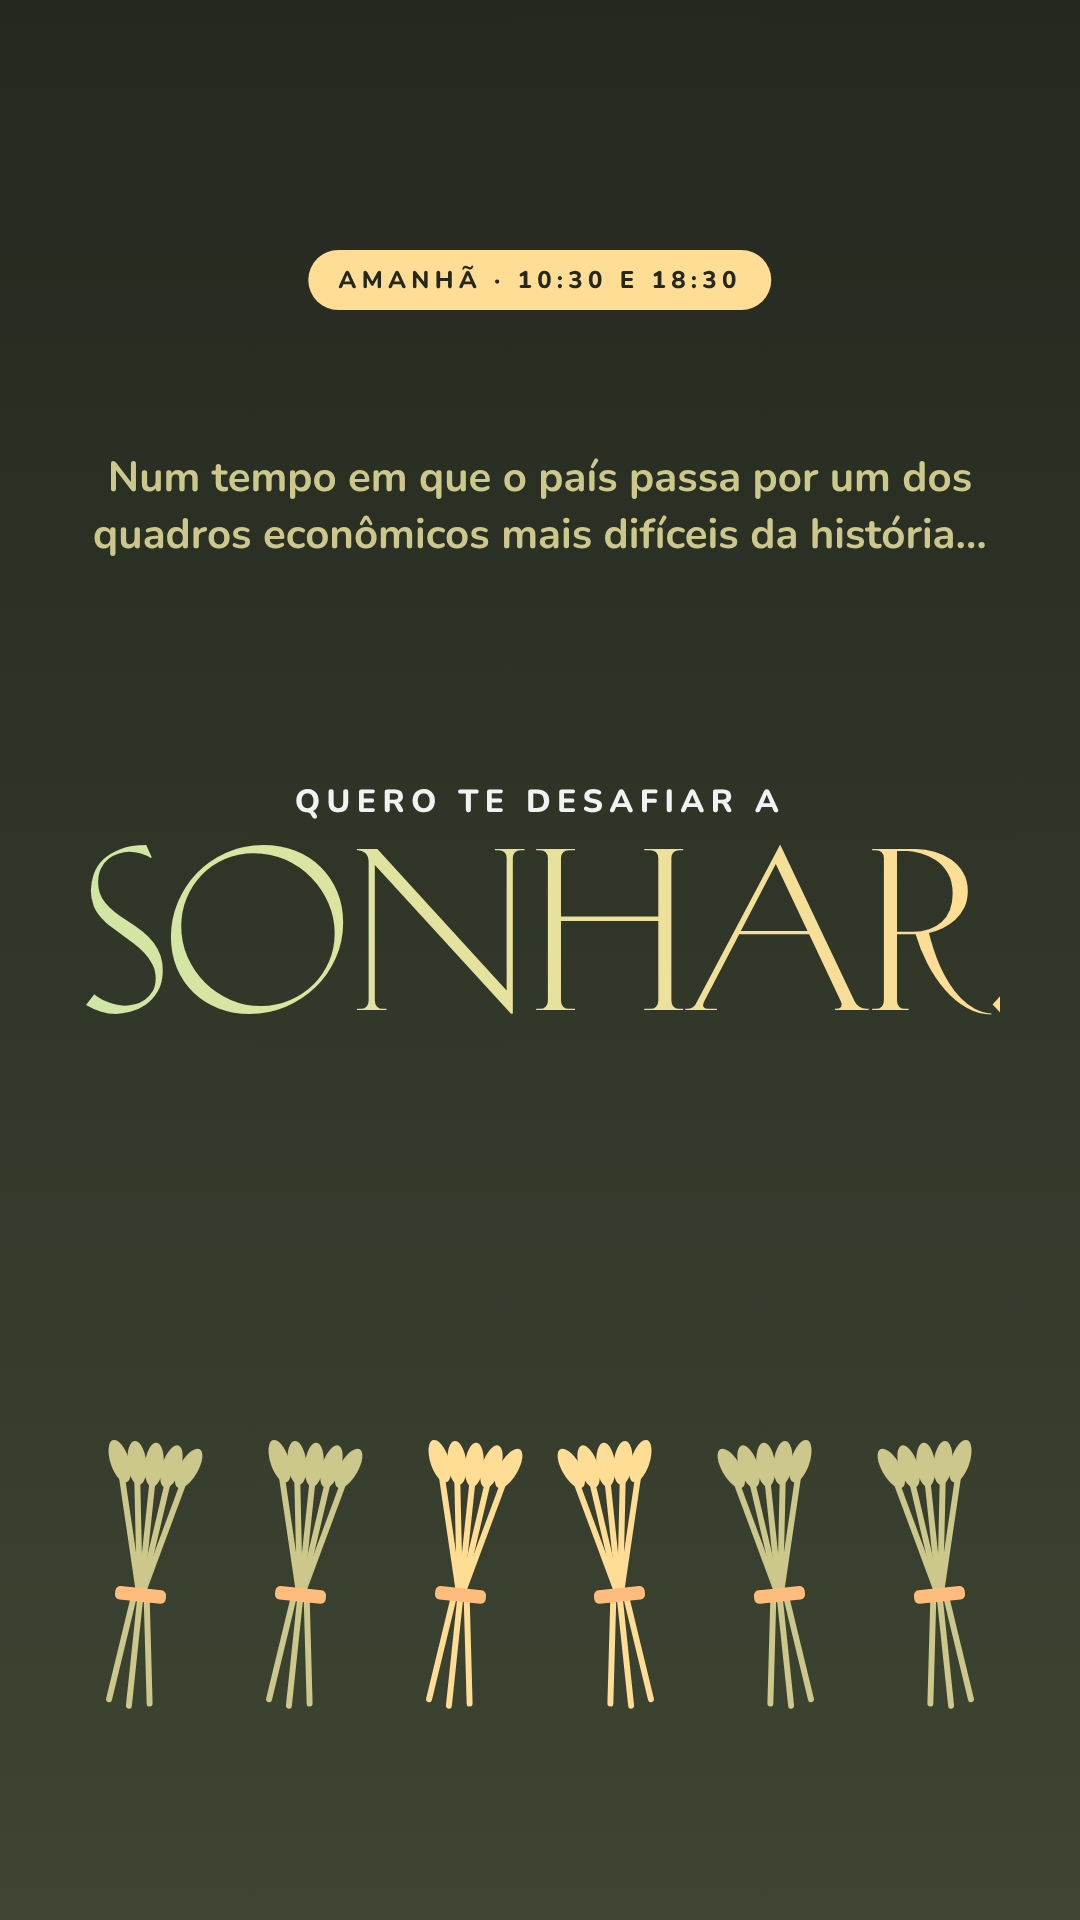 AMANHÃ · 10:30 E 18:30
Num tempo em que o país passa por um dos
quadros econômicos mais difíceis da história...
QUERO TE DESAFIAR A
SONHAR.